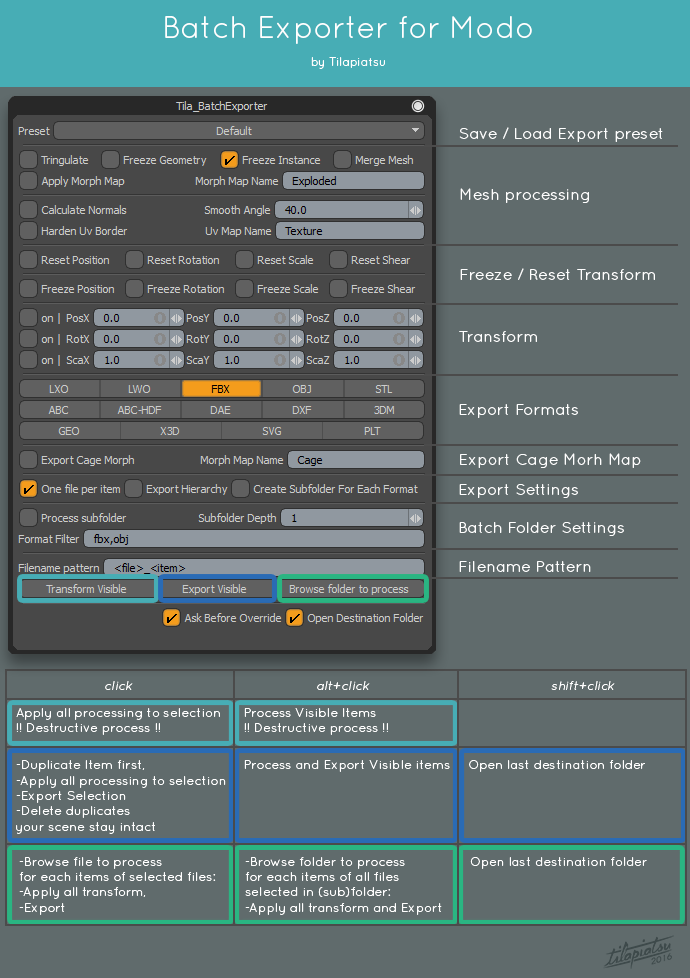 Batch Exporter for Modo
by Tilapiatsu
Tila_BatchExporter
Preset Default
Save / Load Export preset
Tringulate Freeze Geometry Freeze Instance Merge Mesh
Apply Morph Map Morph Map Name Exploded
Mesh processing
Calculate Normals Smooth Angle 40.0
Harden Uv Border Uv Map Name Texture
Reset Position Reset Rotation Reset Scale Reset Shear
Freeze / Reset Transform
Freeze Position Freeze Rotation Freeze Scale Freeze Shear
on | PosX 0.0 PosY 0.0 PosZ 0.0
on | RotX 0.0 RotY 0.0 RotZ 0.0
Transform
on | ScaX 1.0 ScaY 1.0 ScaZ 1.0
LXO LWO FBX OBJ STL
ABC ABC-HDF DAE DXF 3DM
Export Formats
GEO X3D SVG PLT
Export Cage Morph Morph Map Name Cage
Export Cage Morh Map
One file per item Export Hierarchy Create Subfolder For Each Format
Export Settings
Process subfolder Subfolder Depth 1
Batch Folder Settings
Format Filter fbx,obj
Filename pattern <file>_<item>
Filename Pattern
Transform Visible Export Visible Browse folder to process
Ask Before Override Open Destination Folder
click alt+click shift+click
Apply all processing to selection
!! Destructive process !!
Process Visible Items
!! Destructive process !!
-Duplicate Item first,
-Apply all processing to selection
-Export Selection
-Delete duplicates
your scene stay intact
Process and Export Visible items
Open last destination folder
-Browse file to process
for each items of selected files:
-Apply all transform,
-Export
-Browse folder to process
for each items of all files
selected in (sub)folder:
-Apply all transform and Export
Open last destination folder
tilapiatsu
2016